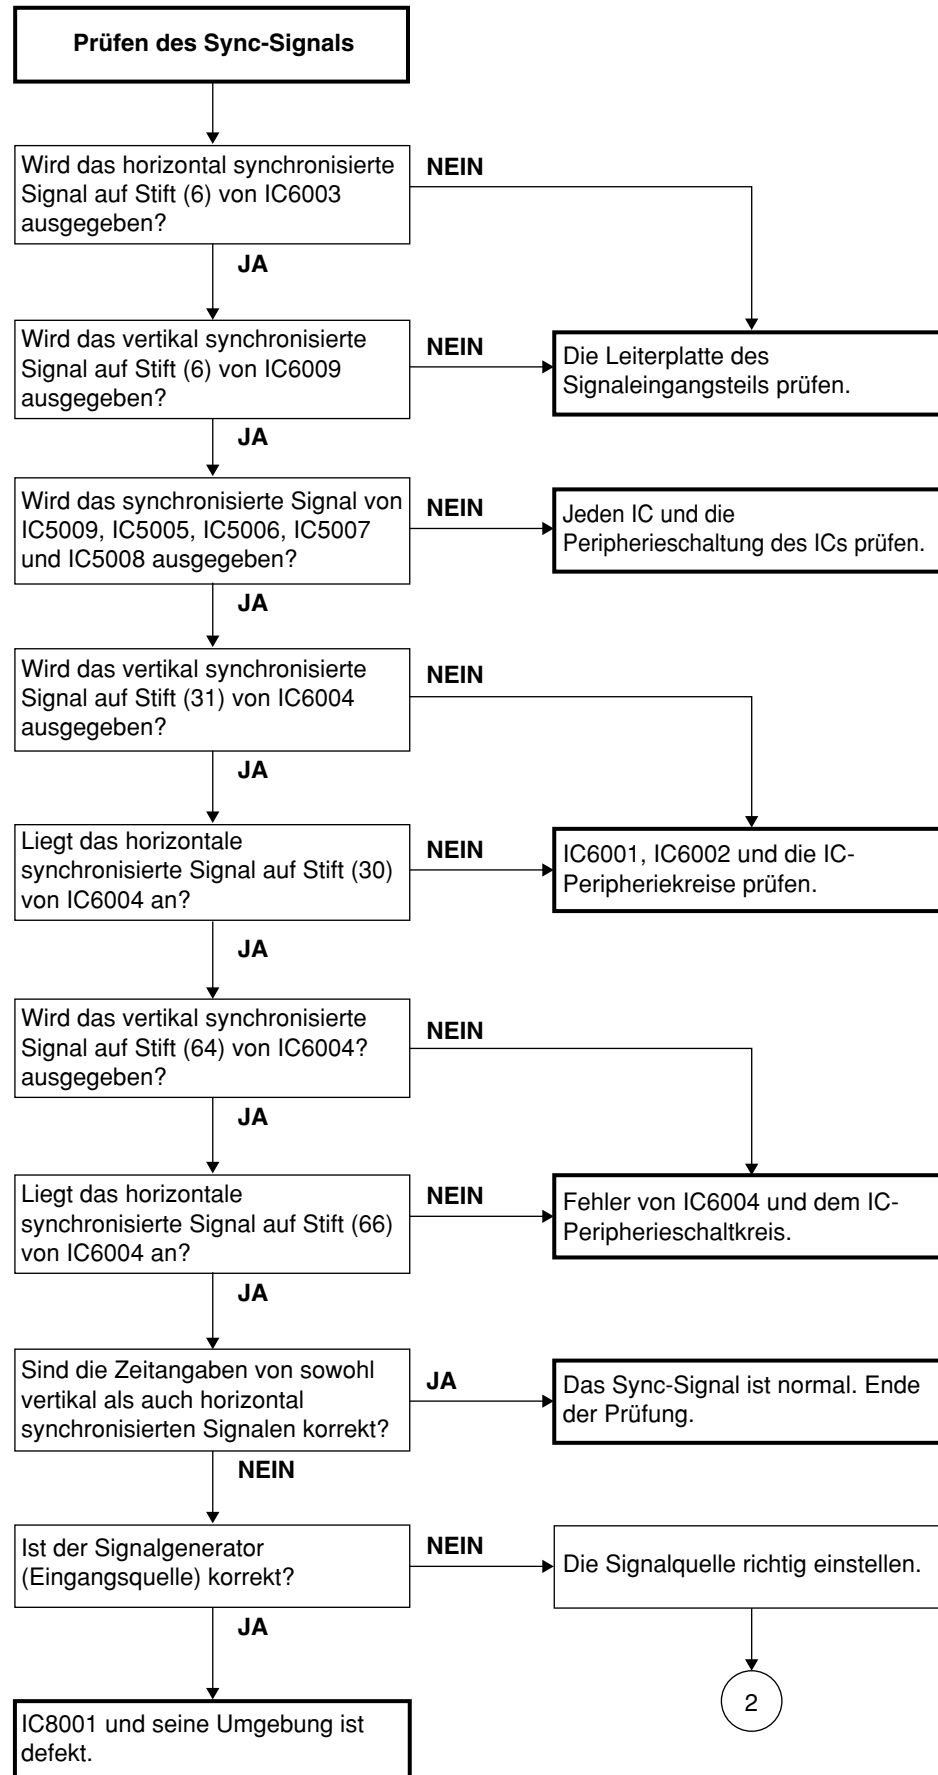 Prüfen des Sync-Signals
Wird das horizontal synchronisierte
Signal auf Stift (6) von IC6003
ausgegeben?
NEIN
JA
Wird das vertikal synchronisierte
Signal auf Stift (6) von IC6009
ausgegeben?
NEIN
Die Leiterplatte des
Signaleingangsteils prüfen.
JA
Wird das synchronisierte Signal von
IC5009, IC5005, IC5006, IC5007
und IC5008 ausgegeben?
NEIN
Jeden IC und die
Peripherieschaltung des ICs prüfen.
JA
Wird das vertikal synchronisierte
Signal auf Stift (31) von IC6004
ausgegeben?
NEIN
JA
Liegt das horizontale
synchronisierte Signal auf Stift (30)
von IC6004 an?
NEIN
IC6001, IC6002 und die IC-
Peripheriekreise prüfen.
JA
Wird das vertikal synchronisierte
Signal auf Stift (64) von IC6004?
ausgegeben?
NEIN
JA
Liegt das horizontale
synchronisierte Signal auf Stift (66)
von IC6004 an?
NEIN
Fehler von IC6004 und dem IC-
Peripherieschaltkreis.
JA
Sind die Zeitangaben von sowohl
vertikal als auch horizontal
synchronisierten Signalen korrekt?
JA
Das Sync-Signal ist normal. Ende
der Prüfung.
NEIN
Ist der Signalgenerator
(Eingangsquelle) korrekt?
NEIN
Die Signalquelle richtig einstellen.
JA
2
IC8001 und seine Umgebung ist
defekt.